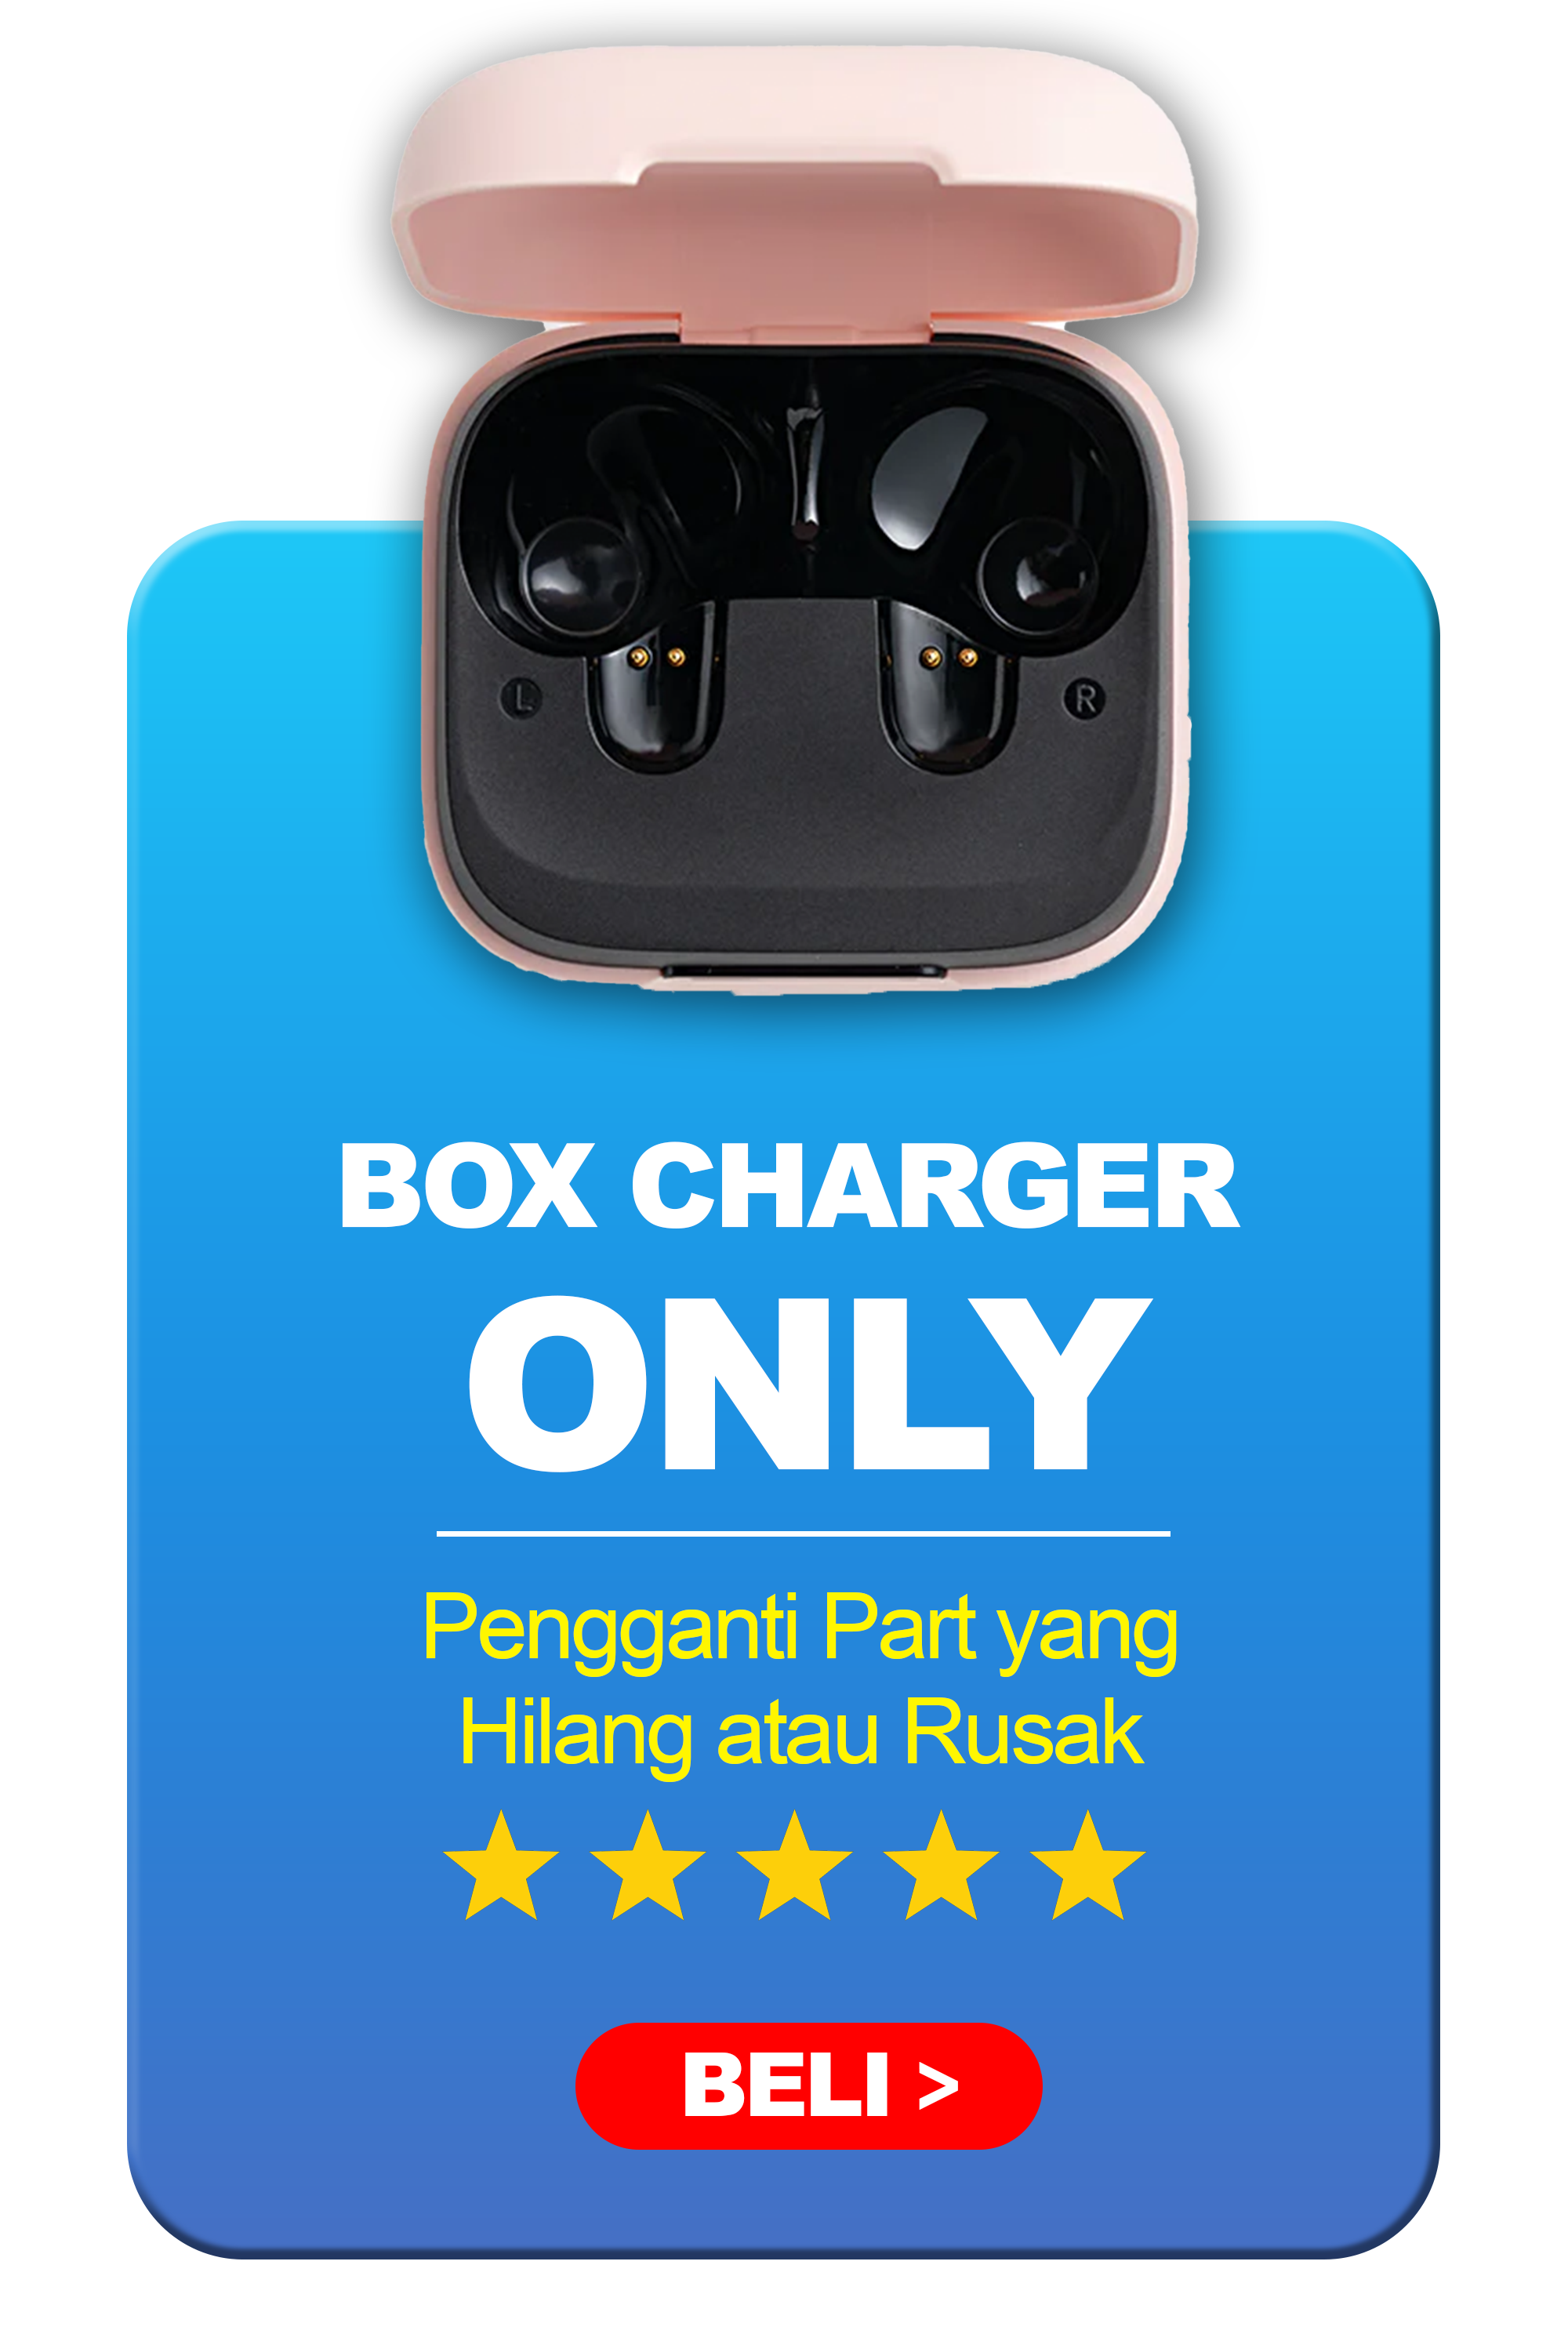 L
R
BOX CHARGER
ONLY
Pengganti Part yang
Hilang atau Rusak
BELI >